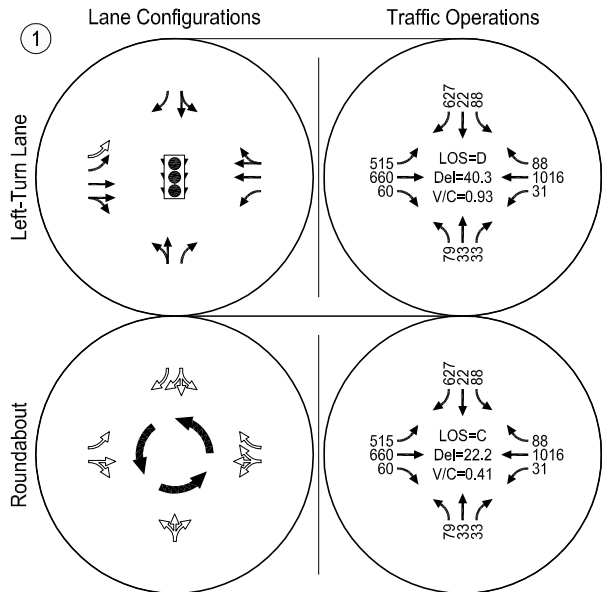 Lane Configurations
Traffic Operations
1
Left-Turn Lane
627
22
88
515
660
60
LOS=D
Del=40.3
V/C=0.93
88
1016
31
79
33
33
Roundabout
627
22
88
515
660
60
LOS=C
Del=22.2
V/C=0.41
88
1016
31
79
33
33